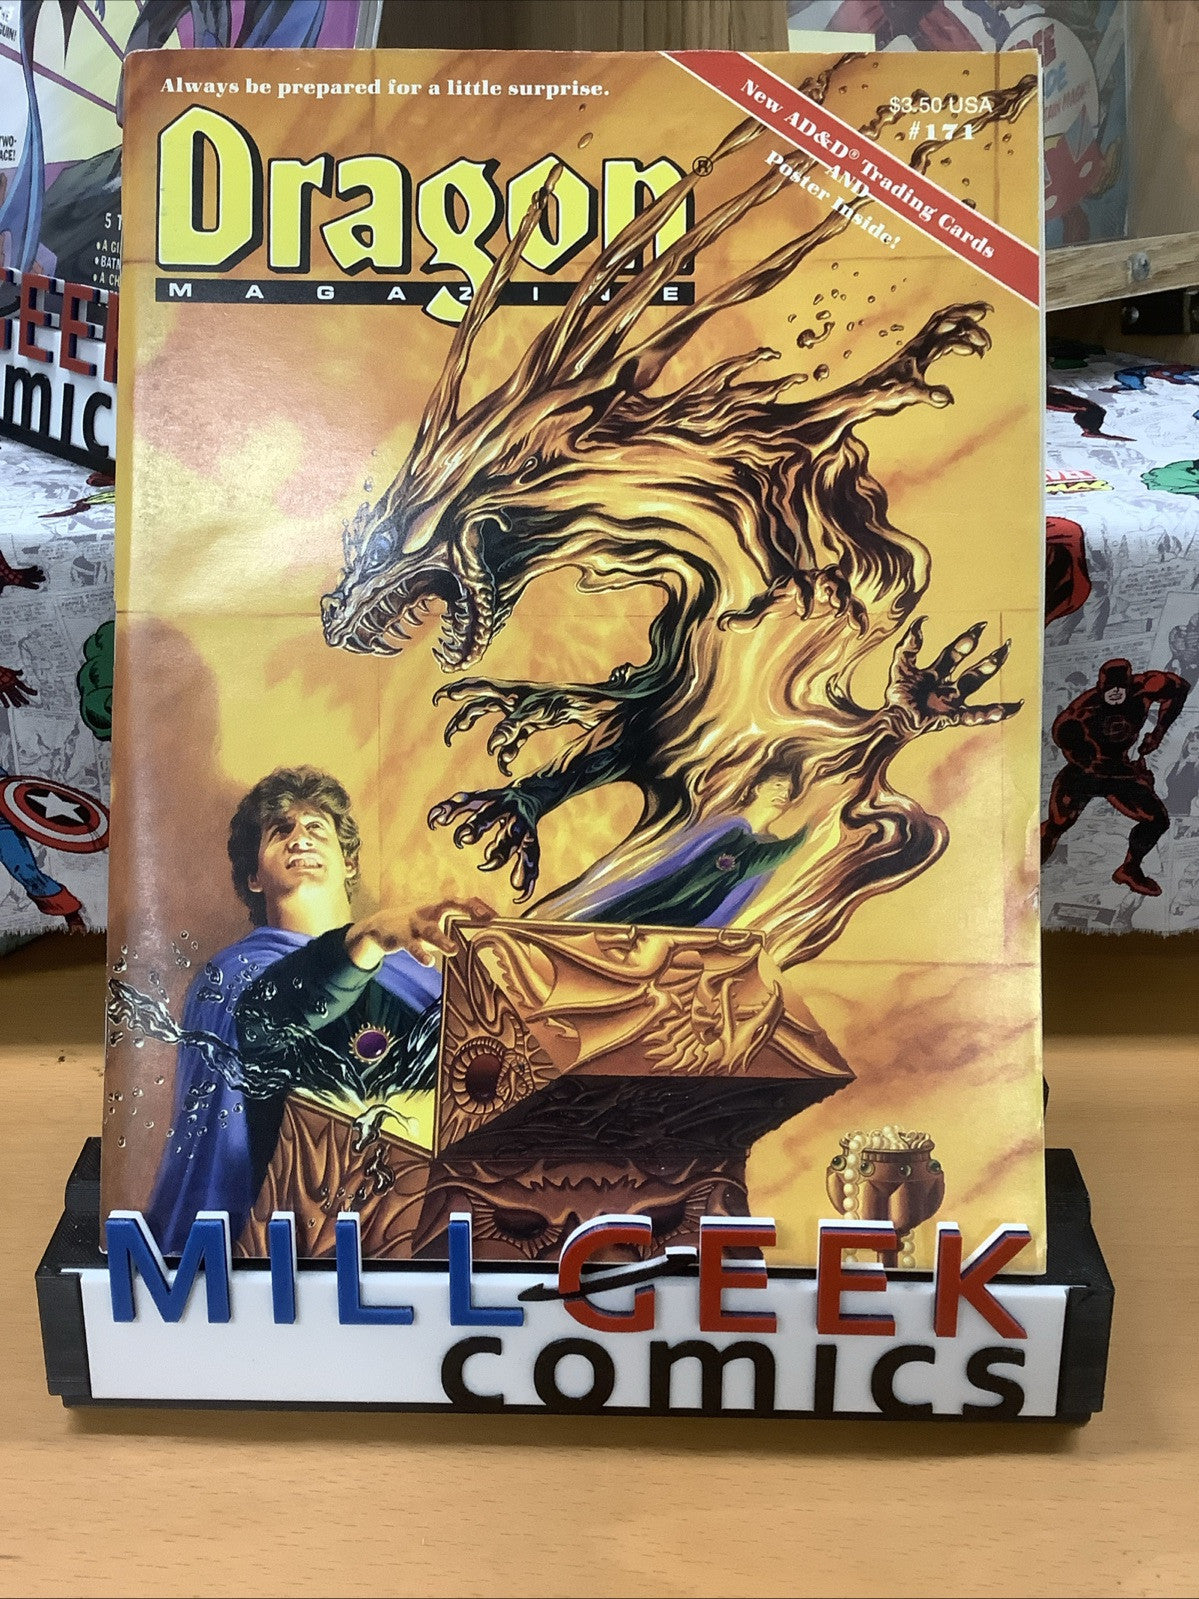 Always be prepared for a little surprise.
Dragon®
MAGAZINE
$3.50 USA
#171
New AD&D® Trading Cards
AND
Poster Inside!
MILLGEEK
comics